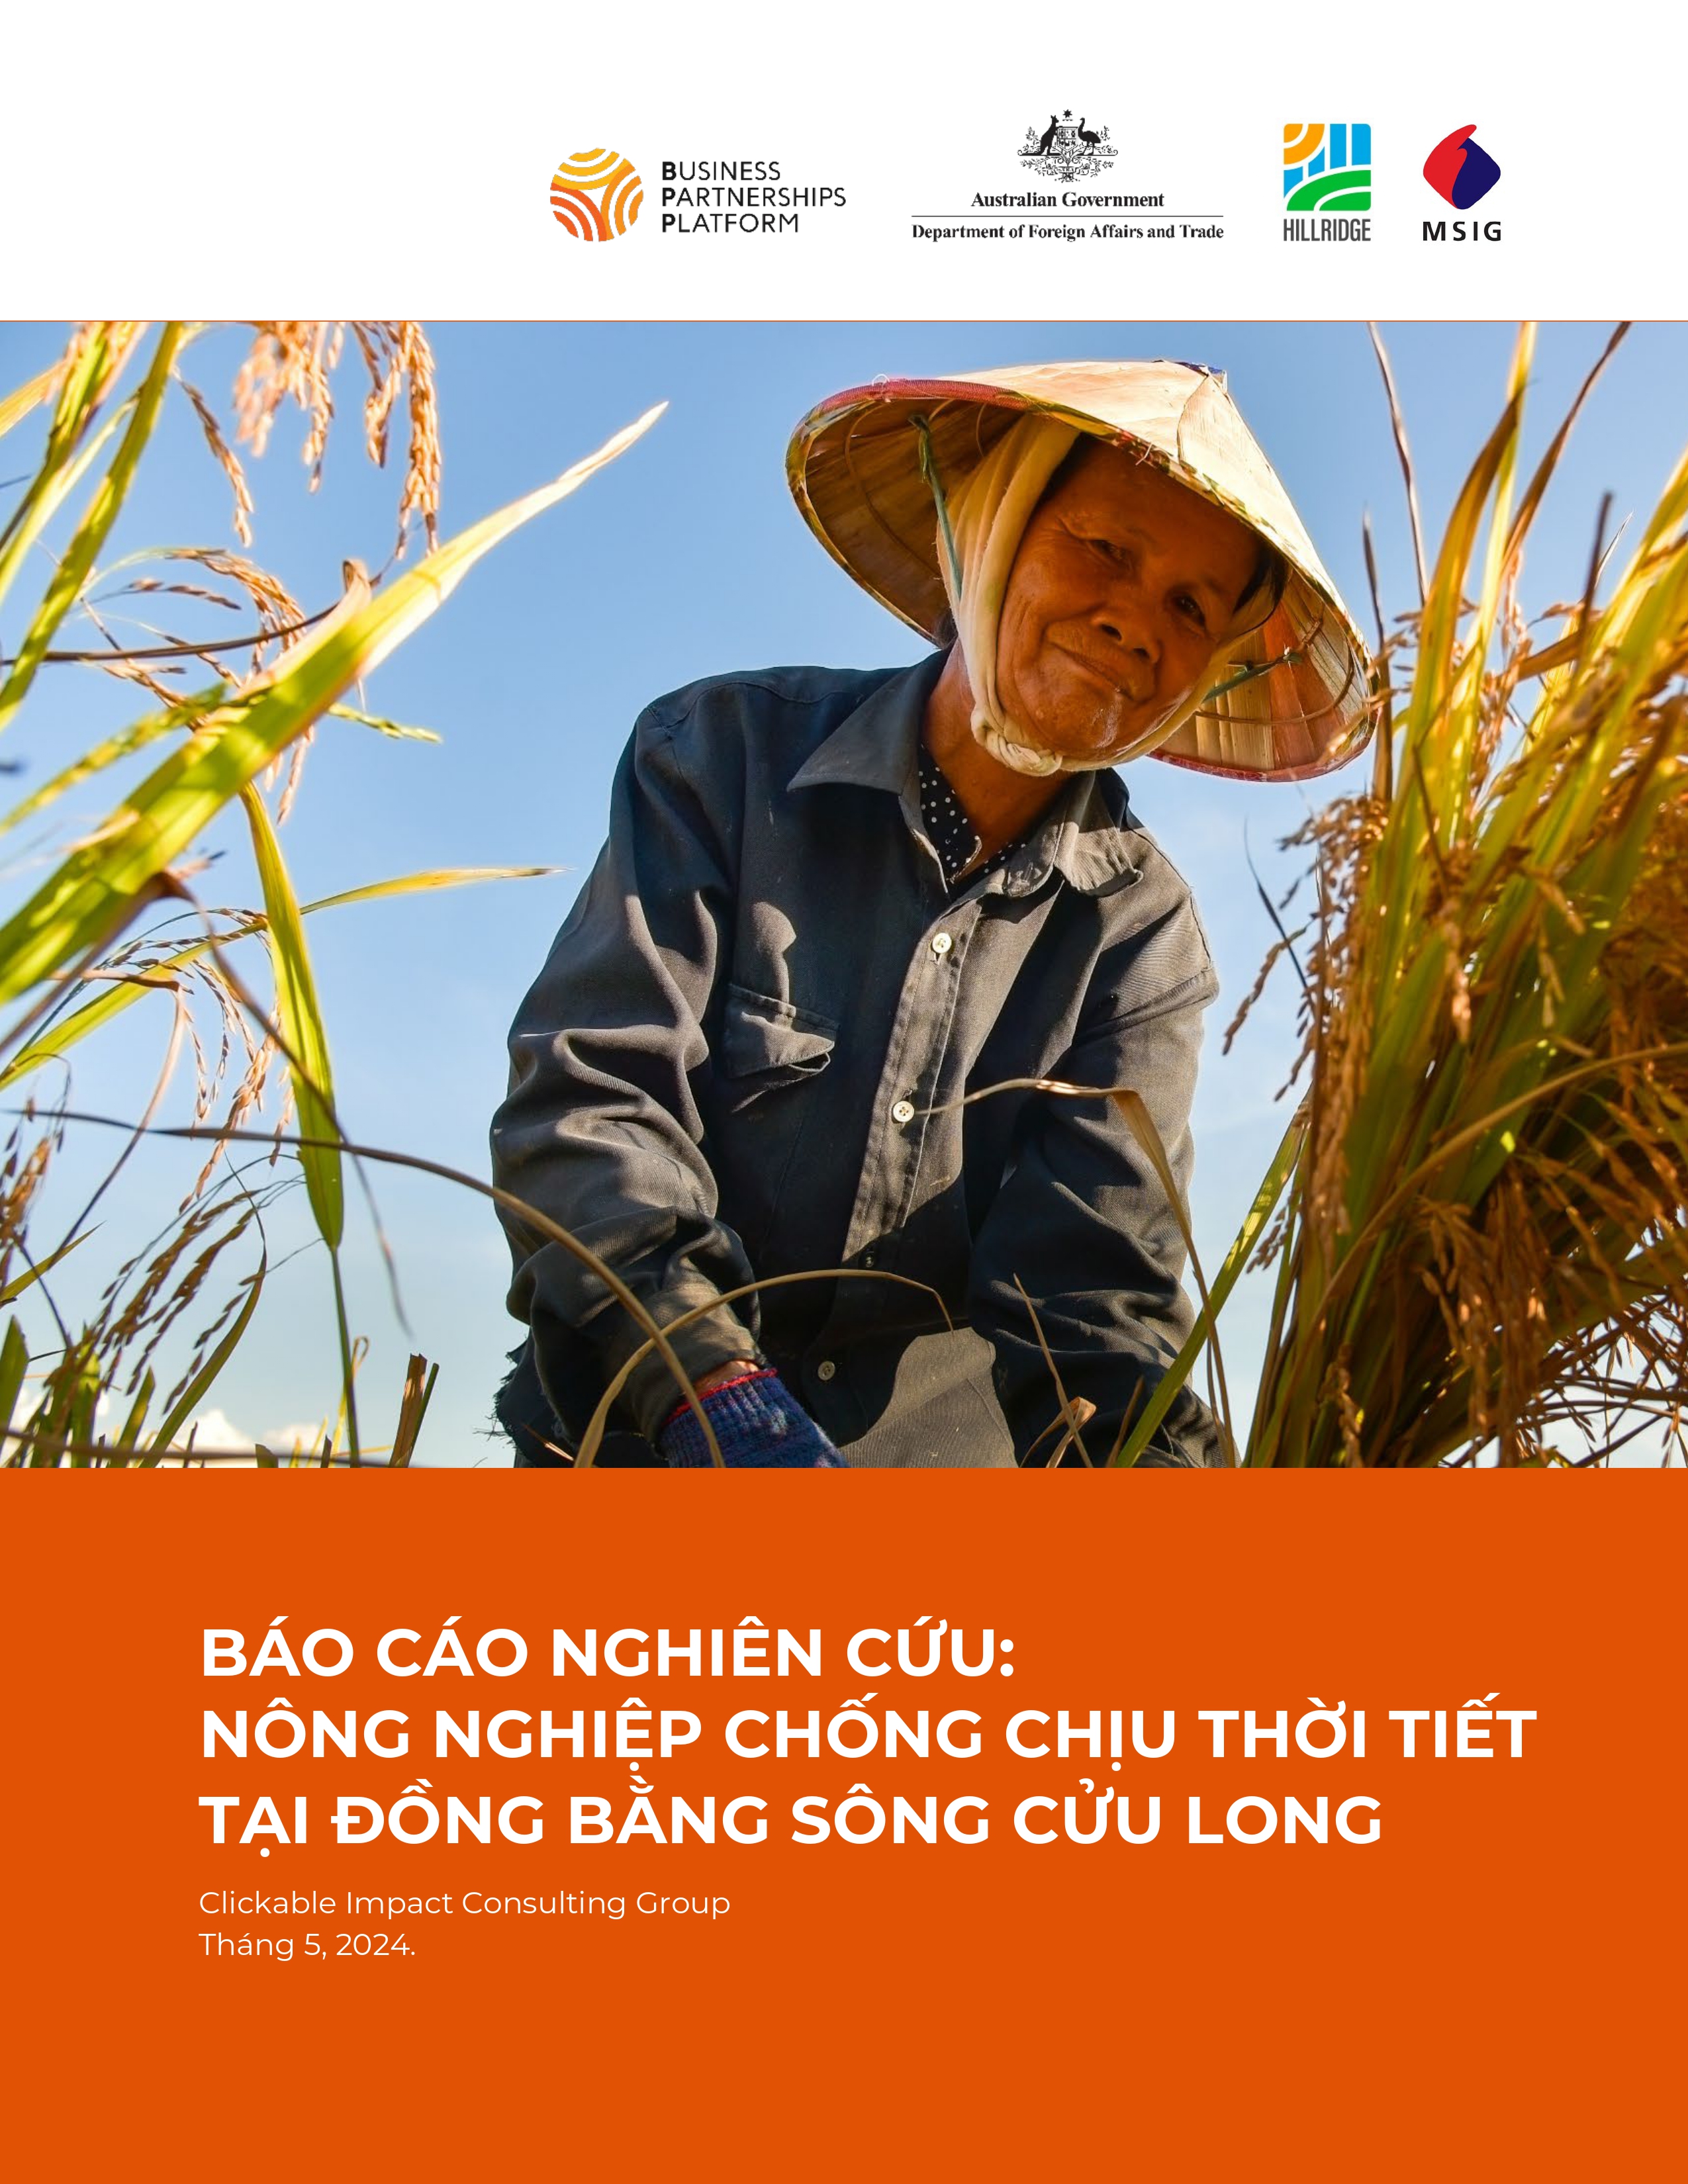 BUSINESS
PARTNERSHIPS
PLATFORM
Australian Government
Department of Foreign Affairs and Trade
HILLRIDGE
MSIG
BÁO CÁO NGHIÊN CỨU:
NÔNG NGHIỆP CHỐNG CHỊU THỜI TIẾT
TẠI ĐỒNG BẰNG SÔNG CỬU LONG
Clickable Impact Consulting Group
Tháng 5, 2024.